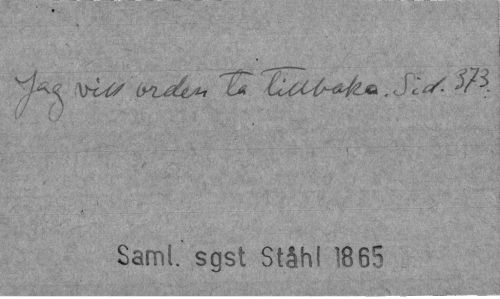 Jag vill orden ta tillbaka. Sid. 373.
Saml. sgst Ståhl 1865